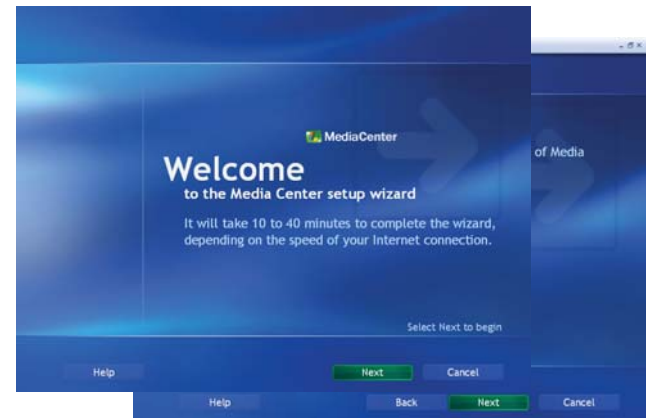 MediaCenter
Welcome
to the Media Center setup wizard
It will take 10 to 40 minutes to complete the wizard,
depending on the speed of your Internet connection.
Select Next to begin
Help Next Cancel
of Media
Help Back Next Cancel